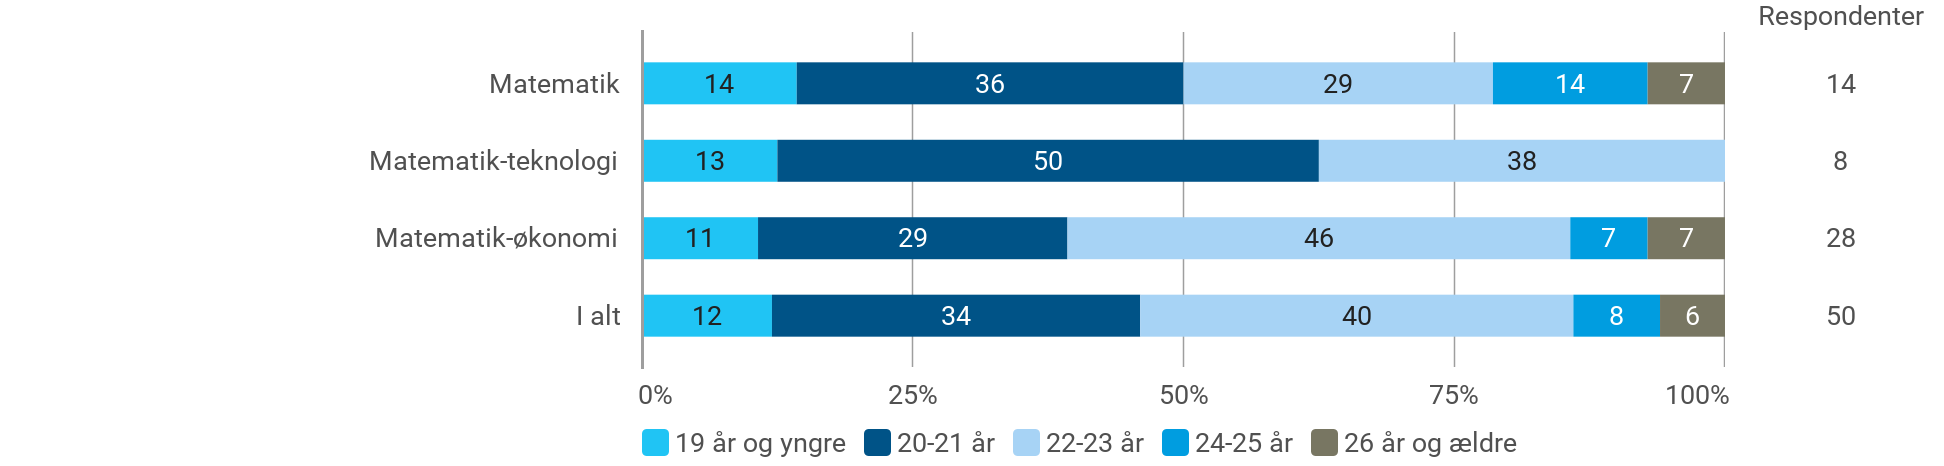 Respondenter
Matematik 14 36 29 14 7 14
Matematik-teknologi 13 50 38 8
Matematik-økonomi 11 29 46 7 7 28
I alt 12 34 40 8 6 50
0% 25% 50% 75% 100%
19 år og yngre 20-21 år 22-23 år 24-25 år 26 år og ældre